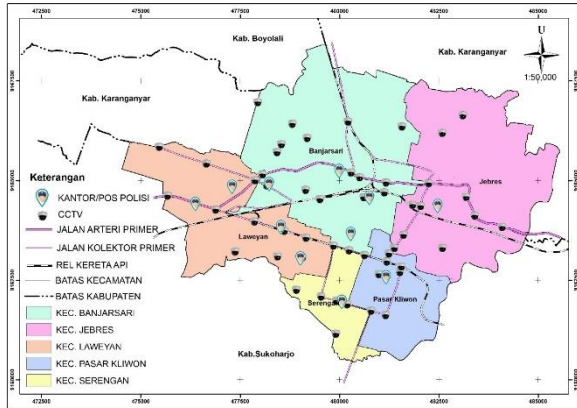 475000
477500
480000
482500
485000
Kab. Boyolali
Kab. Karanganyar
U
1:50,000
Kab. Karanganyar
Banjarsari
Jebres
Laweyan
Serengan
Pasar Kliwon
Kab.Sukoharjo
Keterangan
KANTOR/POS POLISI
CCTV
JALAN ARTERI PRIMER
JALAN KOLEKTOR PRIMER
REL KERETA API
BATAS KECAMATAN
BATAS KABUPATEN
KEC. BANJARSARI
KEC. JEBRES
KEC. LAWEYAN
KEC. PASAR KLIWON
KEC. SERENGAN
475000
477500
480000
482500
485000